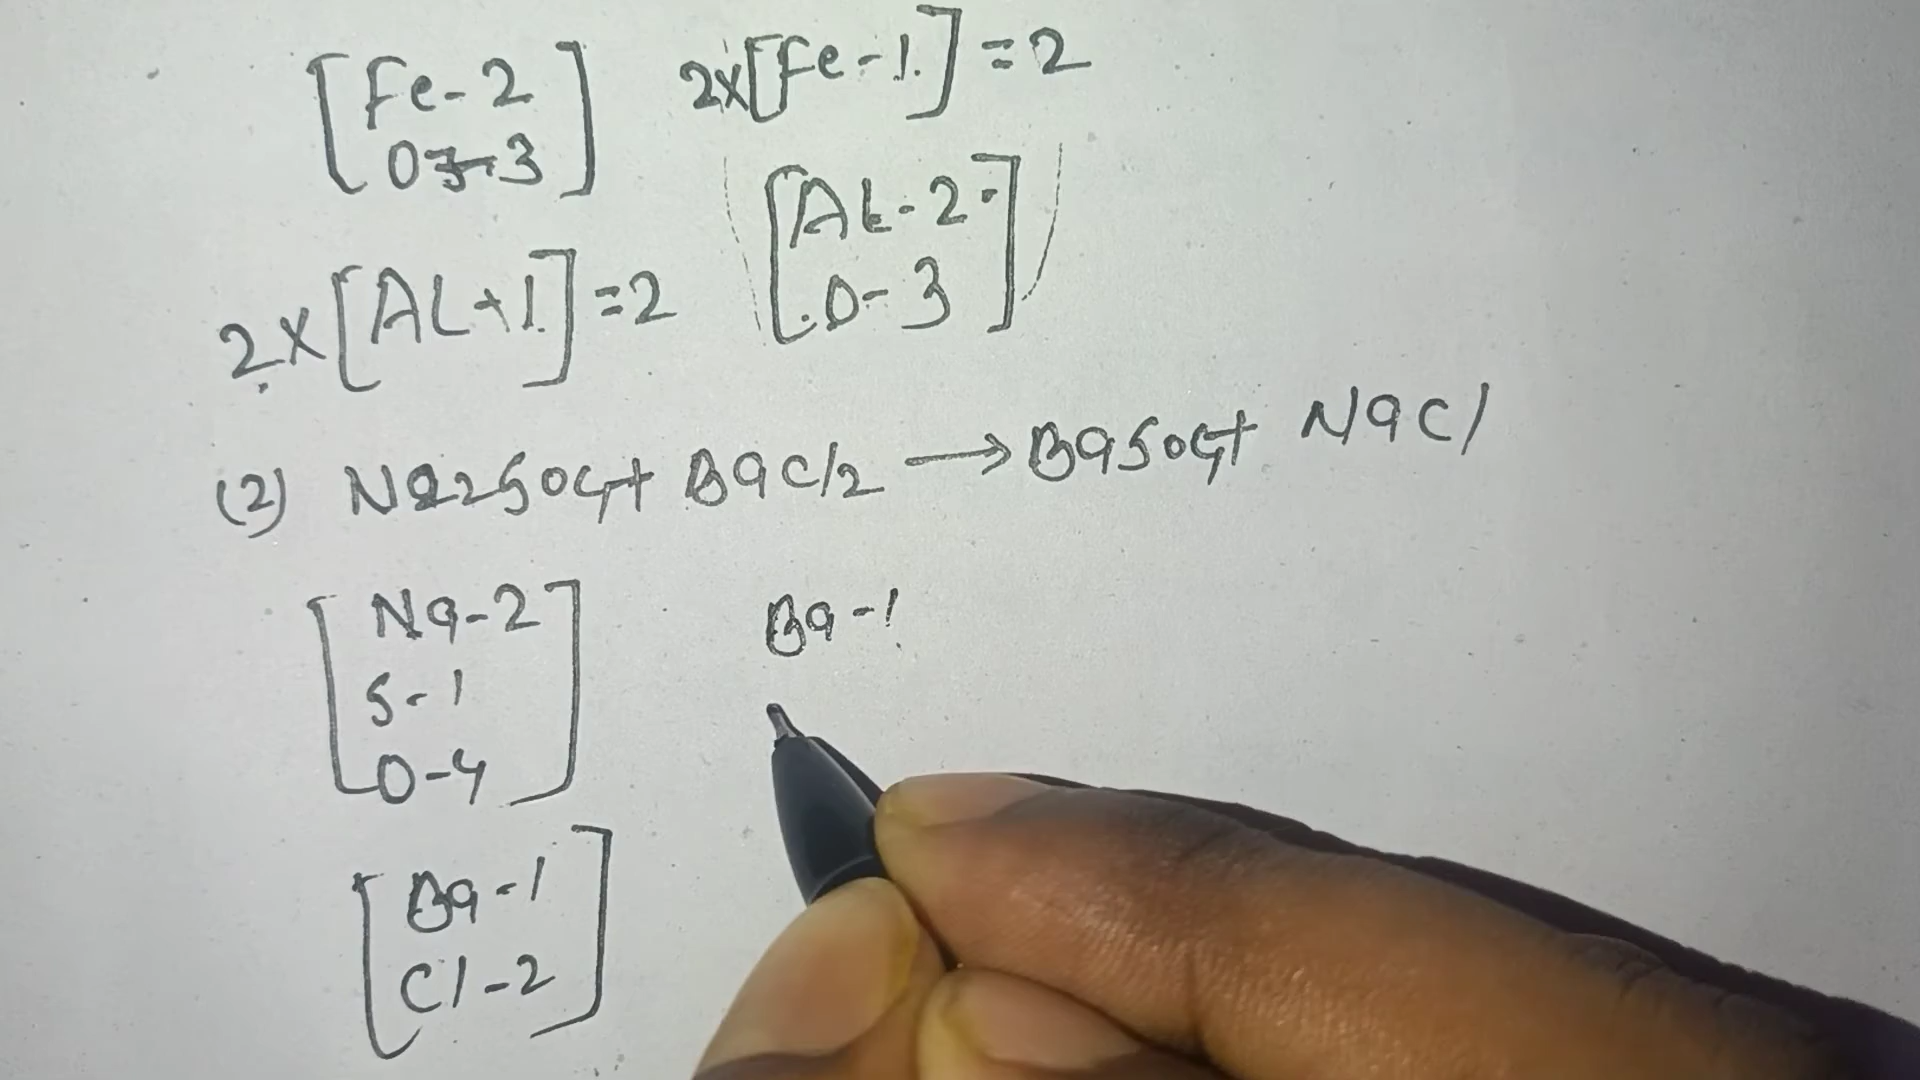 [Fe-2 2x[Fe-1] =2
O-3]
[Al-2
O-3]
2x[Al-1]=2
(2) Na2SO4+ BaCl2 → BaSO4+ NaCl
[Na-2 Ba-1
S-1
O-4]
[Ba-1
Cl-2]